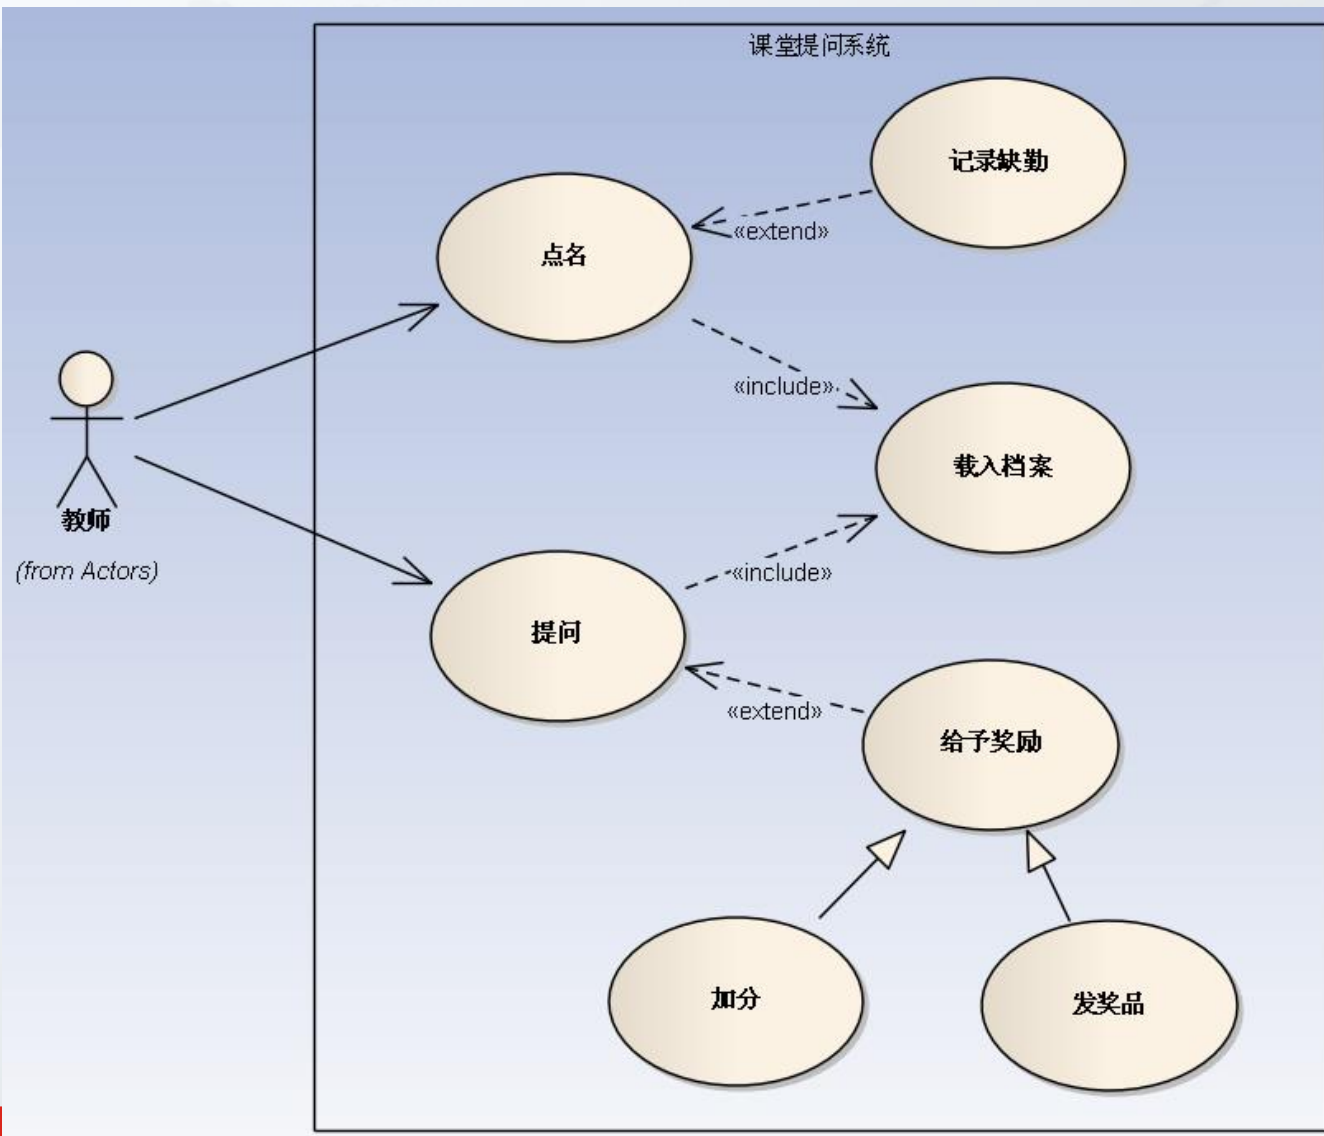 课堂提问系统
记录缺勤
点名
«extend»
«include»
载入档案
教师
(from Actors)
«include»
提问
«extend»
给予奖励
加分
发奖品